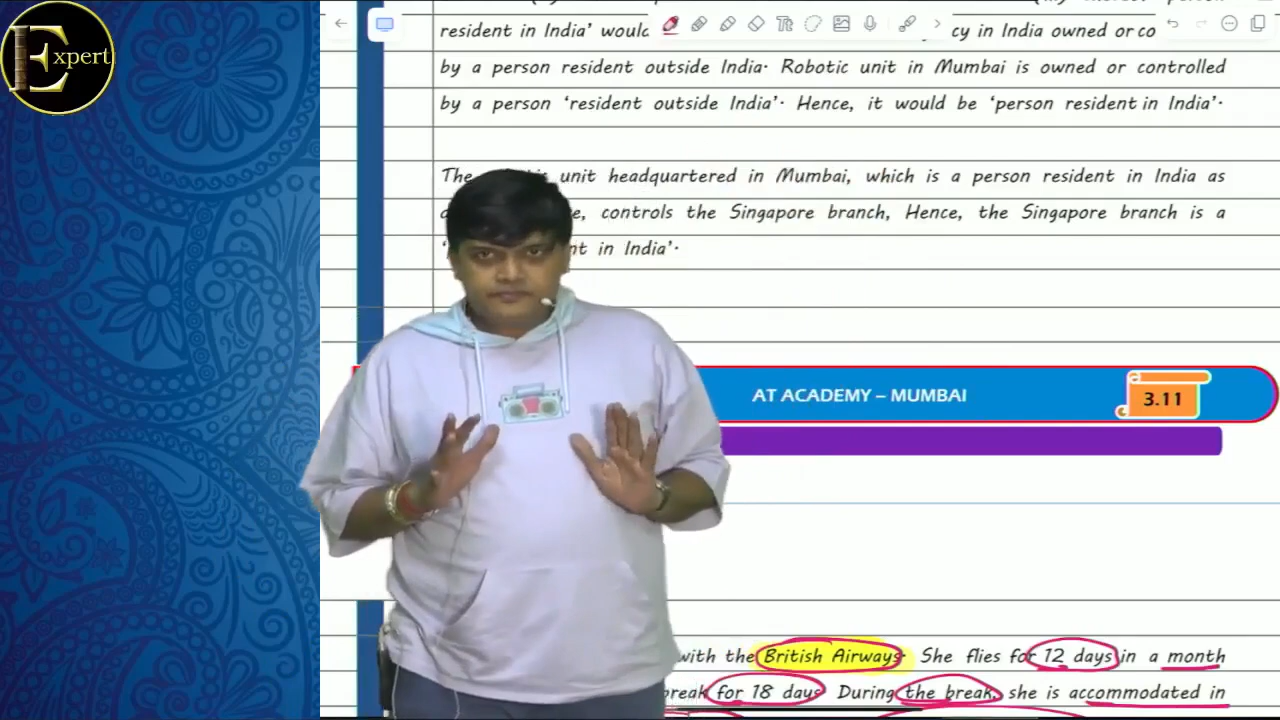 Expert
resident in India' would cy in India owned or co
by a person resident outside India. Robotic unit in Mumbai is owned or controlled
by a person 'resident outside India'. Hence, it would be 'person resident in India'.
The unit headquartered in Mumbai, which is a person resident in India as
controls the Singapore branch, Hence, the Singapore branch is a
in India'.
AT ACADEMY – MUMBAI
3.11
with the British Airways. She flies for 12 days in a month
break for 18 days. During the break, she is accommodated in